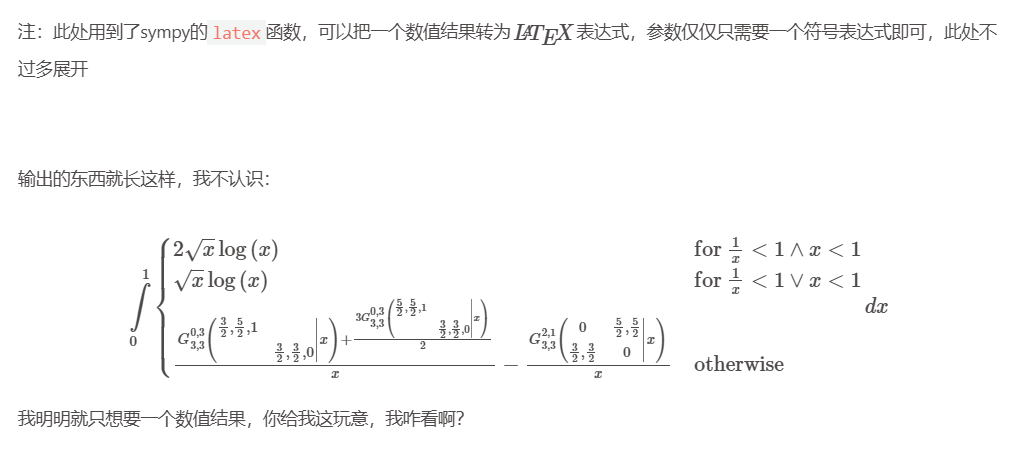 注：此处用到了sympy的 latex 函数，可以把一个数值结果转为 LATEX 表达式，参数仅仅只需要一个符号表达式即可，此处不
过多展开
输出的东西就长这样，我不认识：
\int\limits_{0}^{1} \begin{cases} 2\sqrt{x}\log(x) & \text{for } \frac{1}{x} < 1 \wedge x < 1 \\ \sqrt{x}\log(x) & \text{for } \frac{1}{x} < 1 \vee x < 1 \\ \frac{G_{3,3}^{0,3}\left(\begin{matrix} \frac{3}{2},\frac{5}{2},1 & \\ & \frac{3}{2},\frac{3}{2},0 \end{matrix} \middle| x \right) + \frac{3G_{3,3}^{0,3}\left(\begin{matrix} \frac{5}{2},\frac{5}{2},1 & \\ & \frac{3}{2},\frac{3}{2},0 \end{matrix} \middle| x \right)}{2}}{x} - \frac{G_{3,3}^{2,1}\left(\begin{matrix} 0 & \frac{5}{2},\frac{5}{2} \\ \frac{3}{2},\frac{3}{2} & 0 \end{matrix} \middle| x \right)}{x} & \text{otherwise} \end{cases} dx
我明明就只想要一个数值结果，你给我这玩意，我咋看啊？